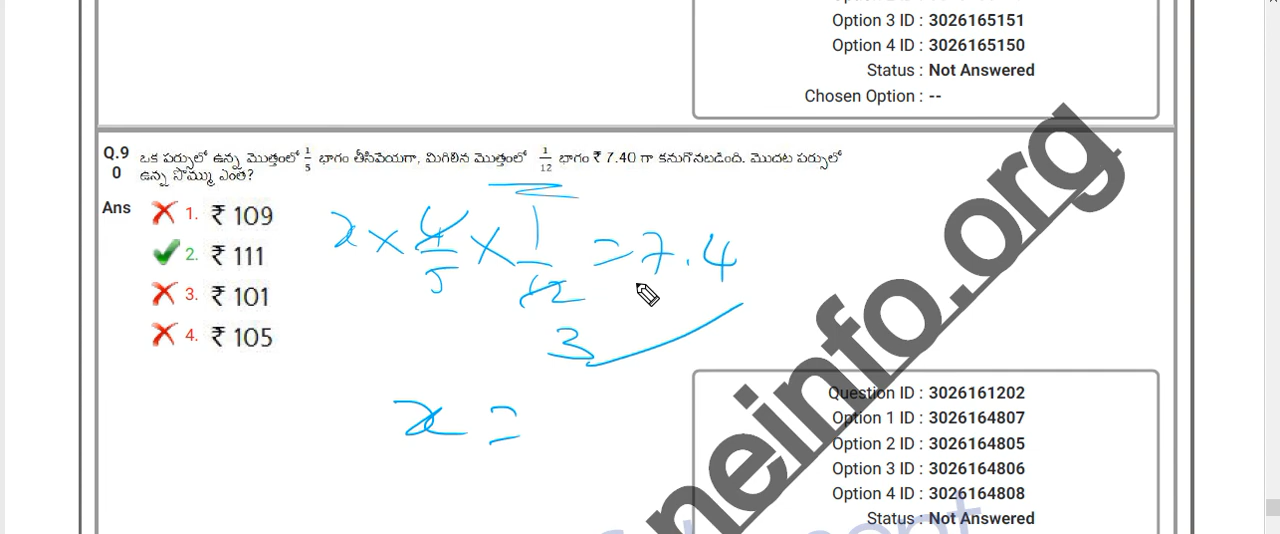 Option 3 ID : 3026165151
Option 4 ID : 3026165150
Status : Not Answered
Chosen Option : --
Q.90 ఒక పర్సులో ఉన్న మొత్తంలో 1/5 భాగం తీసివేయగా, మిగిలిన మొత్తంలో 1/12 భాగం ₹ 7.40 గా కనుగొనబడింది. మొదట పర్సులో
ఉన్న సొమ్ము ఎంత?
Ans 1. ₹ 109
2. ₹ 111
3. ₹ 101
4. ₹ 105
x × 4/5 × 1/12 = 7.4
3
x =
Question ID : 3026161202
Option 1 ID : 3026164807
Option 2 ID : 3026164805
Option 3 ID : 3026164806
Option 4 ID : 3026164808
Status : Not Answered
neinfo.org